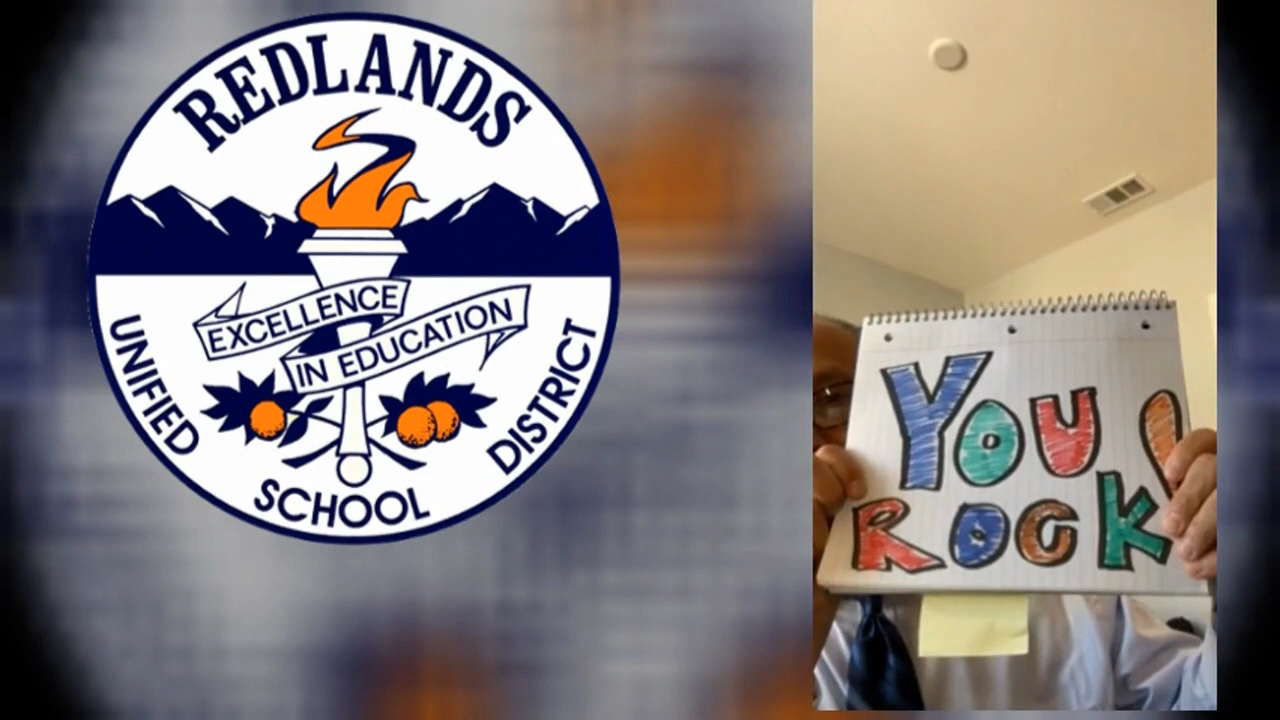 REDLANDS
EXCELLENCE
IN EDUCATION
UNIFIED
SCHOOL
DISTRICT
YOU!
ROCK